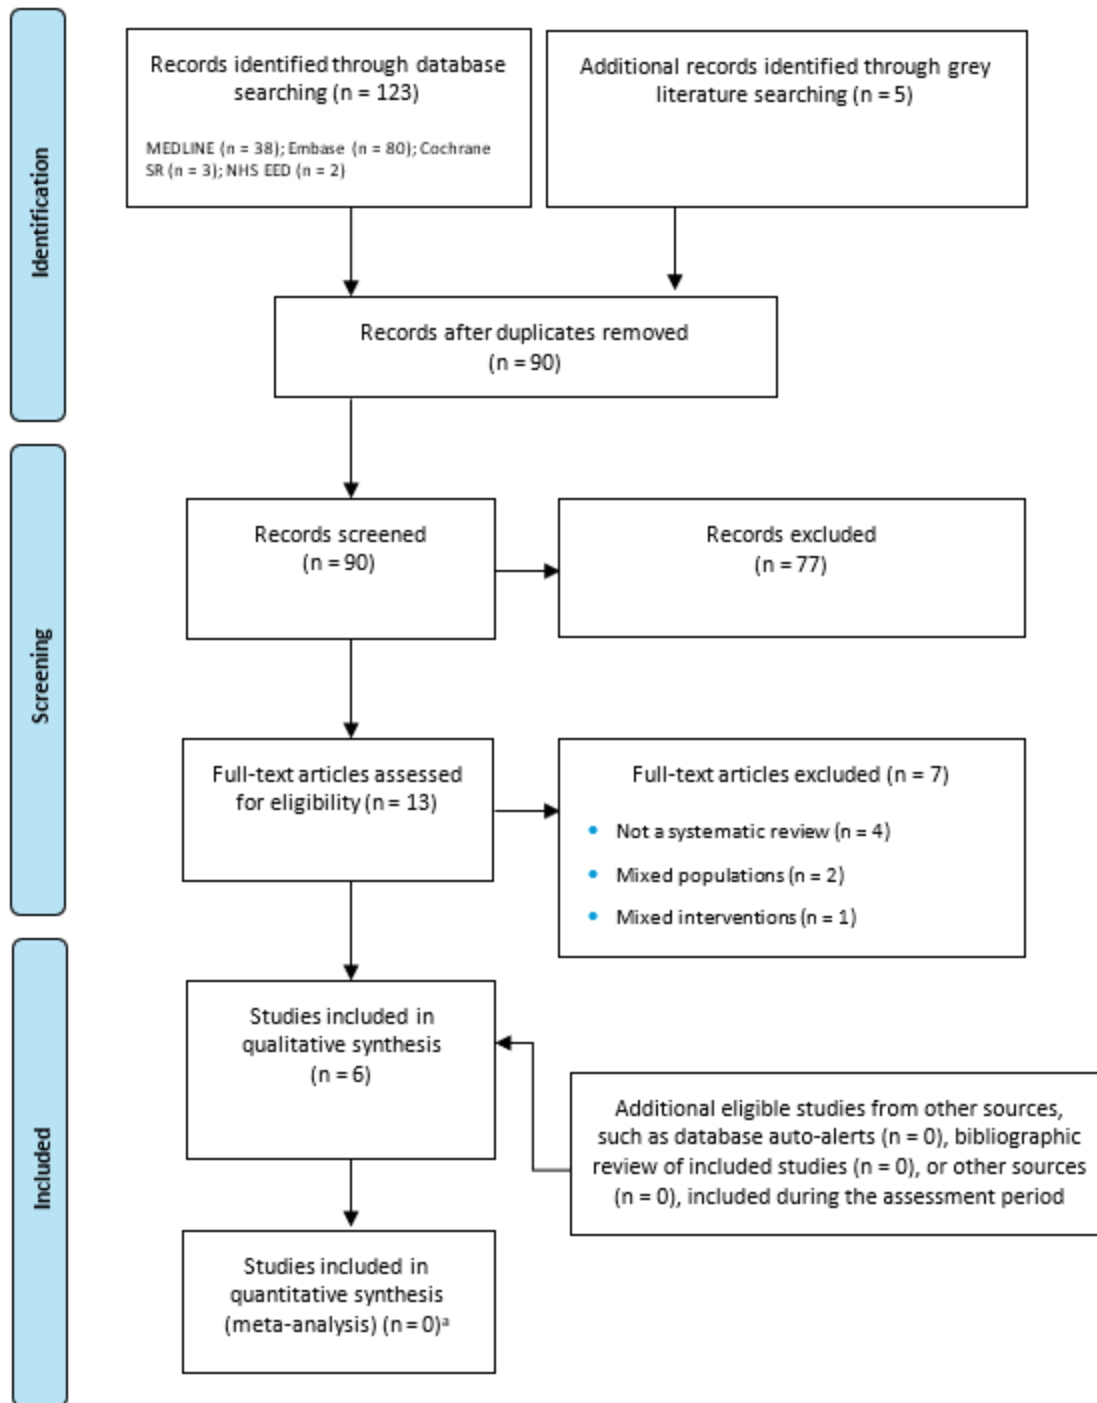 Identification
Records identified through database
searching (n = 123)
MEDLINE (n = 38); Embase (n = 80); Cochrane
SR (n = 3); NHS EED (n = 2)
Additional records identified through grey
literature searching (n = 5)
Records after duplicates removed
(n = 90)
Screening
Records screened
(n = 90)
Records excluded
(n = 77)
Full-text articles assessed
for eligibility (n = 13)
Full-text articles excluded (n = 7)
• Not a systematic review (n = 4)
• Mixed populations (n = 2)
• Mixed interventions (n = 1)
Included
Studies included in
qualitative synthesis
(n = 6)
Additional eligible studies from other sources,
such as database auto-alerts (n = 0), bibliographic
review of included studies (n = 0), or other sources
(n = 0), included during the assessment period
Studies included in
quantitative synthesis
(meta-analysis) (n = 0)ᵃ